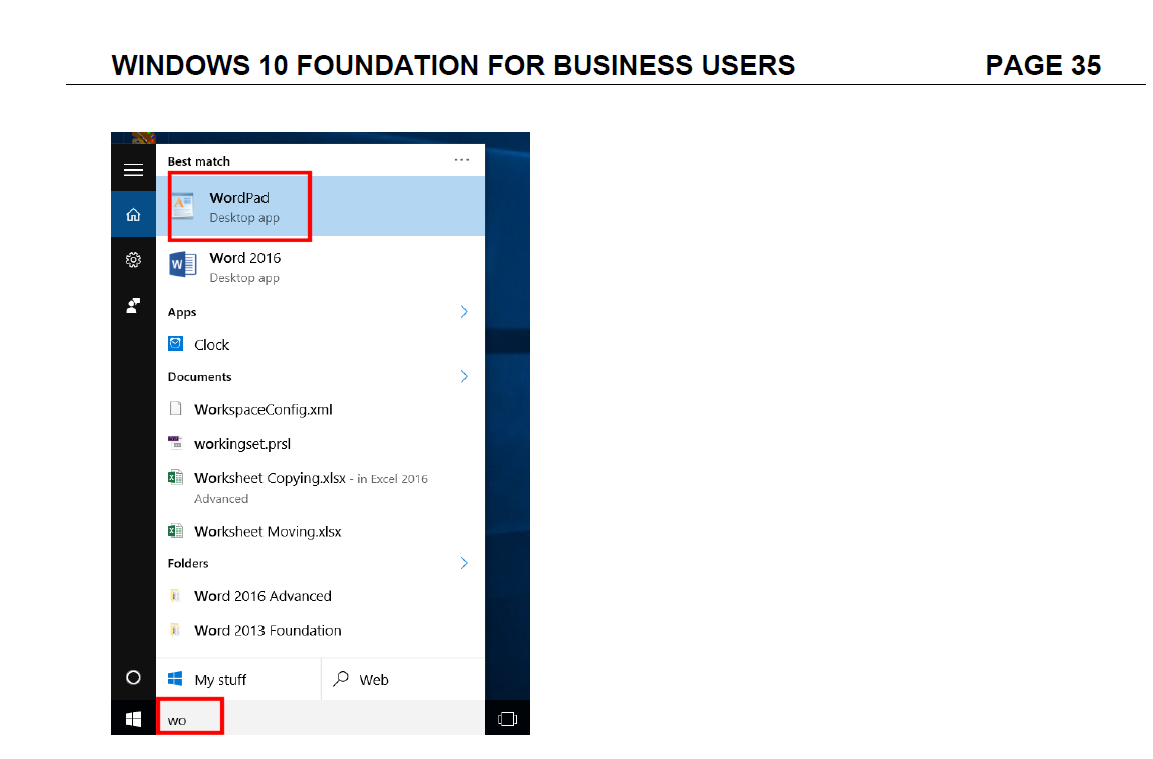 WINDOWS 10 FOUNDATION FOR BUSINESS USERS PAGE 35
Best match ...
WordPad
Desktop app
Word 2016
Desktop app
Apps
Clock
Documents
WorkspaceConfig.xml
workingset.prsl
Worksheet Copying.xlsx - in Excel 2016
Advanced
Worksheet Moving.xlsx
Folders
Word 2016 Advanced
Word 2013 Foundation
My stuff Web
wo